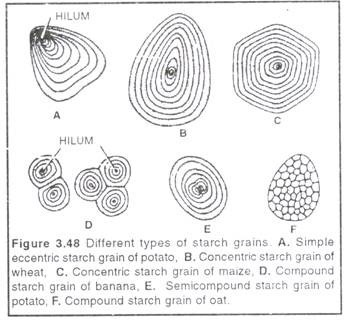 HILUM
A
B
C
HILUM
D
E
F
Figure 3.48 Different types of starch grains. A. Simple
eccentric starch grain of potato, B. Concentric starch grain of
wheat, C. Concentric starch grain of maize, D. Compound
starch grain of banana, E. Semicompound starch grain of
potato, F. Compound starch grain of oat.